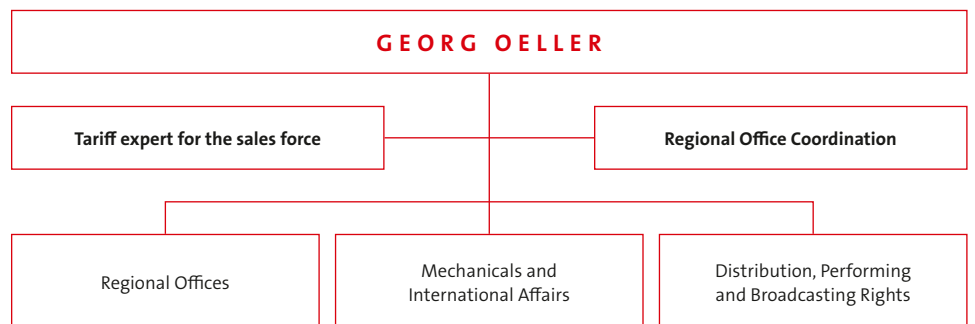 GEORG OELLER
Tariff expert for the sales force
Regional Office Coordination
Regional Offices
Mechanicals and
International Affairs
Distribution, Performing
and Broadcasting Rights